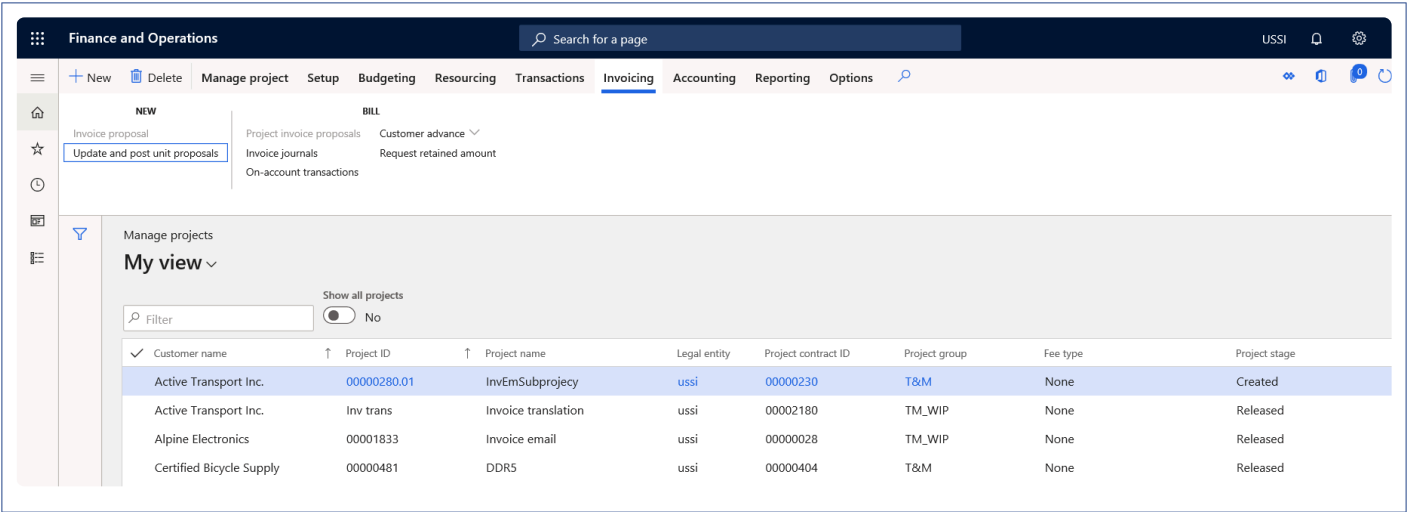 Finance and Operations Search for a page USSI
New Delete Manage project Setup Budgeting Resourcing Transactions Invoicing Accounting Reporting Options 0
NEW BILL
Invoice proposal Project invoice proposals Customer advance
Update and post unit proposals Invoice journals Request retained amount
On-account transactions
Manage projects
My view
Show all projects
Filter No
Customer name Project ID Project name Legal entity Project contract ID Project group Fee type Project stage
Active Transport Inc. 00000280.01 InvEmSubprojecy ussi 00000230 T&M None Created
Active Transport Inc. Inv trans Invoice translation ussi 00002180 TM_WIP None Released
Alpine Electronics 00001833 Invoice email ussi 00000028 TM_WIP None Released
Certified Bicycle Supply 00000481 DDR5 ussi 00000404 T&M None Released